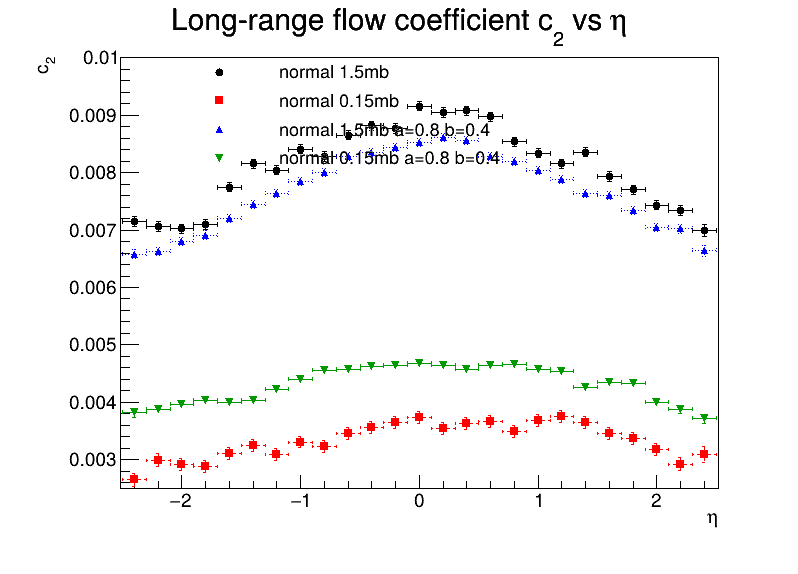 Long-range flow coefficient c₂ vs η
c₂
0.01
0.009
0.008
0.007
0.006
0.005
0.004
0.003
normal 1.5mb
normal 0.15mb
normal 1.5mb a=0.8 b=0.4
normal 0.15mb a=0.8 b=0.4
−2 −1 0 1 2
η